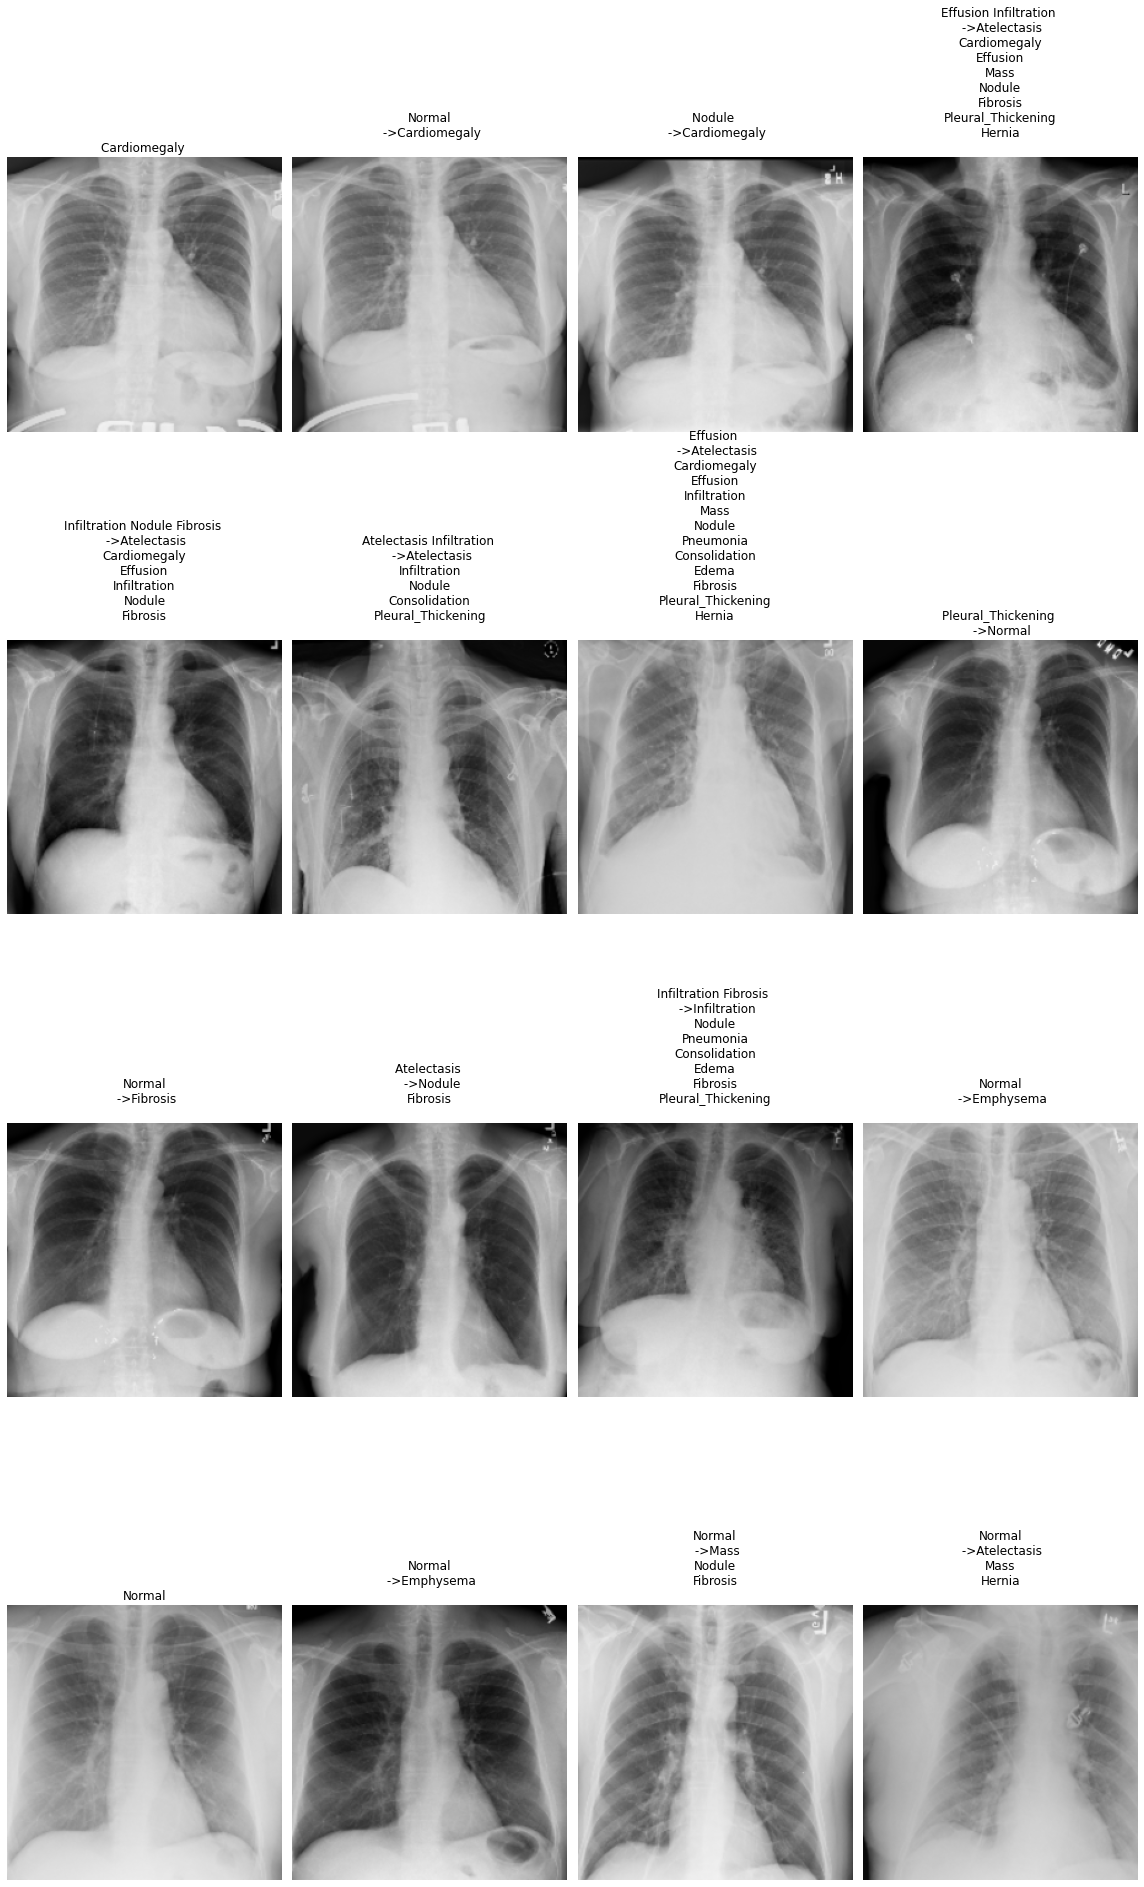 Cardiomegaly
Normal
->Cardiomegaly
Nodule
->Cardiomegaly
Effusion Infiltration
->Atelectasis
Cardiomegaly
Effusion
Mass
Nodule
Fibrosis
Pleural_Thickening
Hernia
L
Infiltration Nodule Fibrosis
->Atelectasis
Cardiomegaly
Effusion
Infiltration
Nodule
Fibrosis
Atelectasis Infiltration
->Atelectasis
Infiltration
Nodule
Consolidation
Pleural_Thickening
Effusion
->Atelectasis
Cardiomegaly
Effusion
Infiltration
Mass
Nodule
Pneumonia
Consolidation
Edema
Fibrosis
Pleural_Thickening
Hernia
Pleural_Thickening
->Normal
Normal
->Fibrosis
Atelectasis
->Nodule
Fibrosis
Infiltration Fibrosis
->Infiltration
Nodule
Pneumonia
Consolidation
Edema
Fibrosis
Pleural_Thickening
Normal
->Emphysema
Normal
Normal
->Emphysema
Normal
->Mass
Nodule
Fibrosis
Normal
->Atelectasis
Mass
Hernia